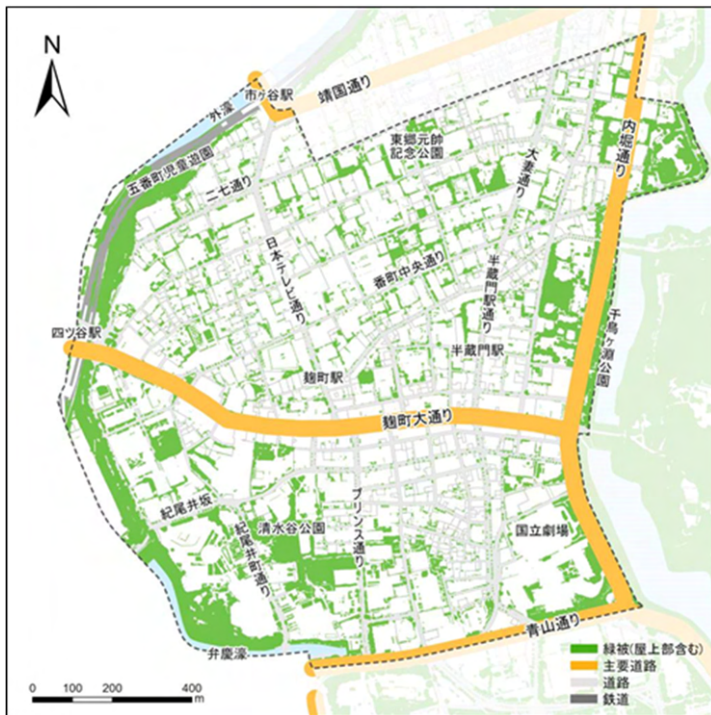 N
市ヶ谷駅
靖国通り
外濠
五番町児童遊園
二七通り
東郷元帥
記念公園
大妻通り
内堀通り
日本テレビ通り
番町中央通り
半蔵門駅通り
千鳥ヶ淵公園
四ツ谷駅
半蔵門駅
麹町駅
麹町大通り
紀尾井坂
紀尾井町通り
清水谷公園
プリンス通り
国立劇場
弁慶濠
青山通り
緑被(屋上部含む)
主要道路
道路
鉄道
0 100 200 400
m